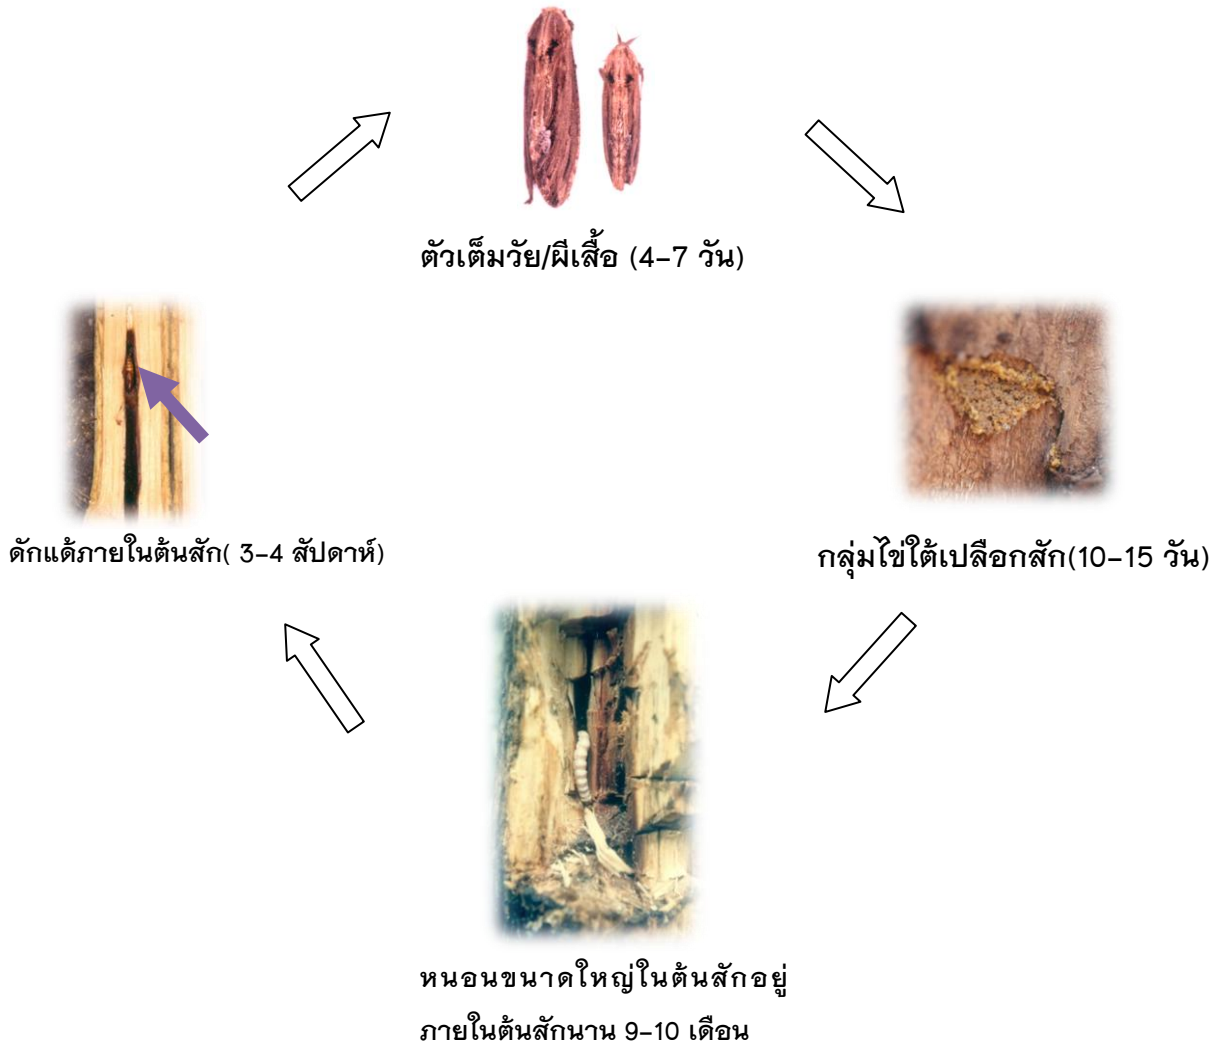 ตัวเต็มวัย/ผีเสื้อ (4-7 วัน)
ดักแด้ภายในต้นสัก( 3-4 สัปดาห์)
กลุ่มไข่ใต้เปลือกสัก(10-15 วัน)
หนอนขนาดใหญ่ในต้นสักอยู่
ภายในต้นสักนาน 9-10 เดือน